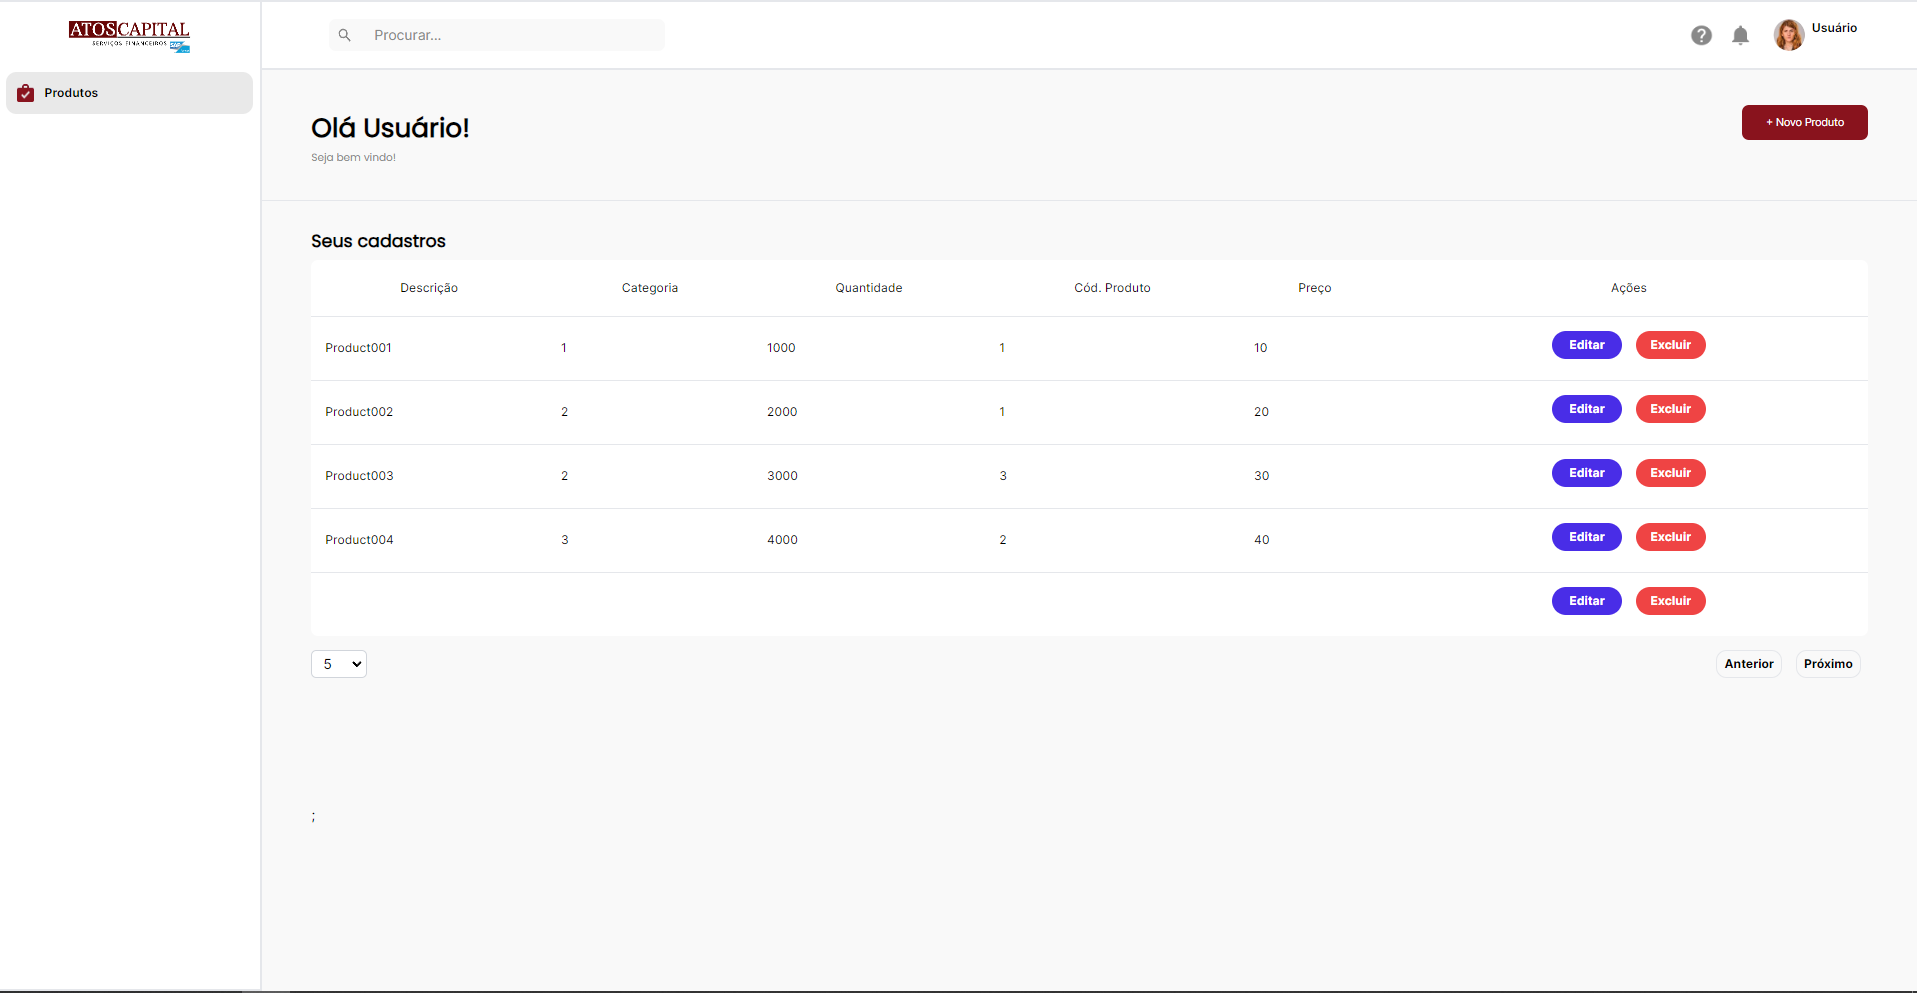 ATOSCAPITAL
SERVIÇOS FINANCEIROS
Procurar...
Usuário
Produtos
Olá Usuário!
Seja bem vindo!
+ Novo Produto
Seus cadastros
Descrição Categoria Quantidade Cód. Produto Preço Ações
Product001 1 1000 1 10 Editar Excluir
Product002 2 2000 1 20 Editar Excluir
Product003 2 3000 3 30 Editar Excluir
Product004 3 4000 2 40 Editar Excluir
Editar Excluir
5 Anterior Próximo
;